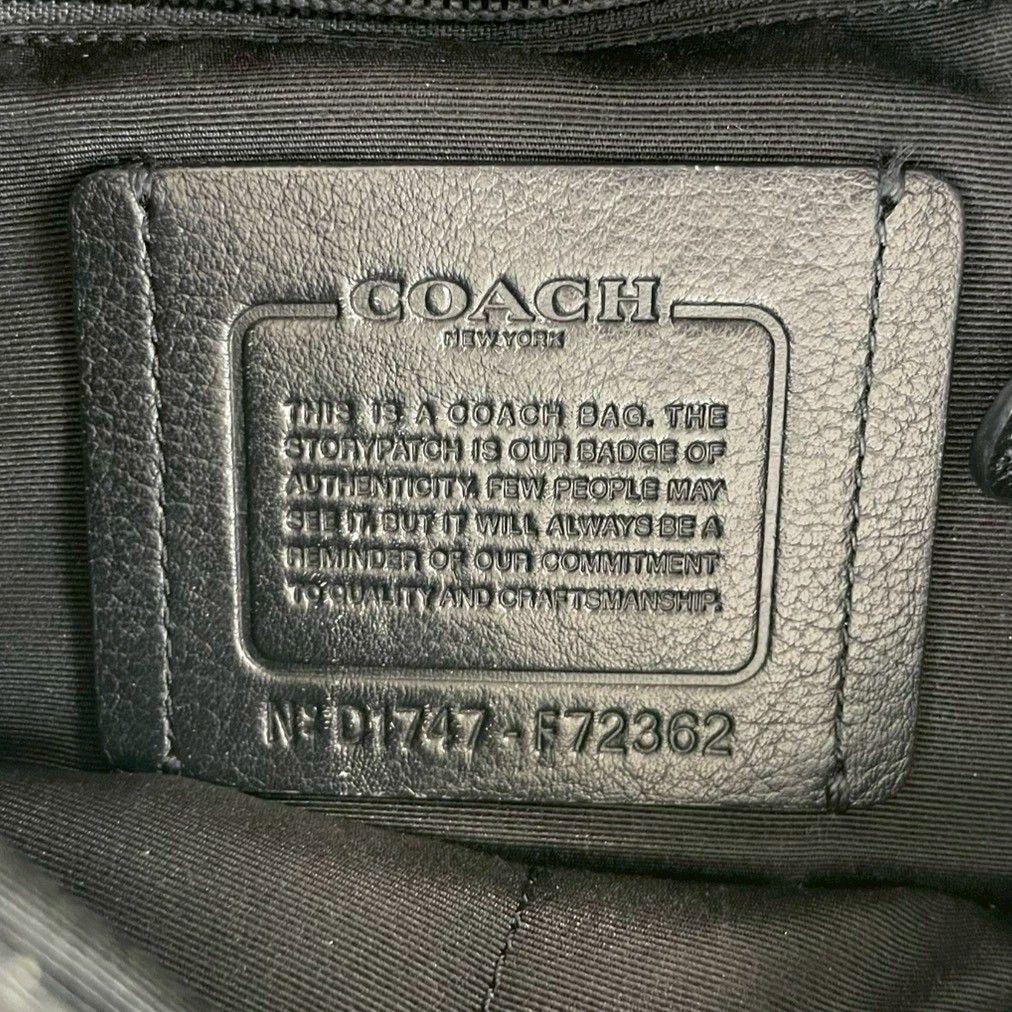 COACH
NEW YORK
THIS IS A COACH BAG. THE
STORYPATCH IS OUR BADGE OF
AUTHENTICITY. FEW PEOPLE MAY
SEE IT, BUT IT WILL ALWAYS BE A
REMINDER OF OUR COMMITMENT
TO QUALITY AND CRAFTSMANSHIP.
Nº D1747 - F72362